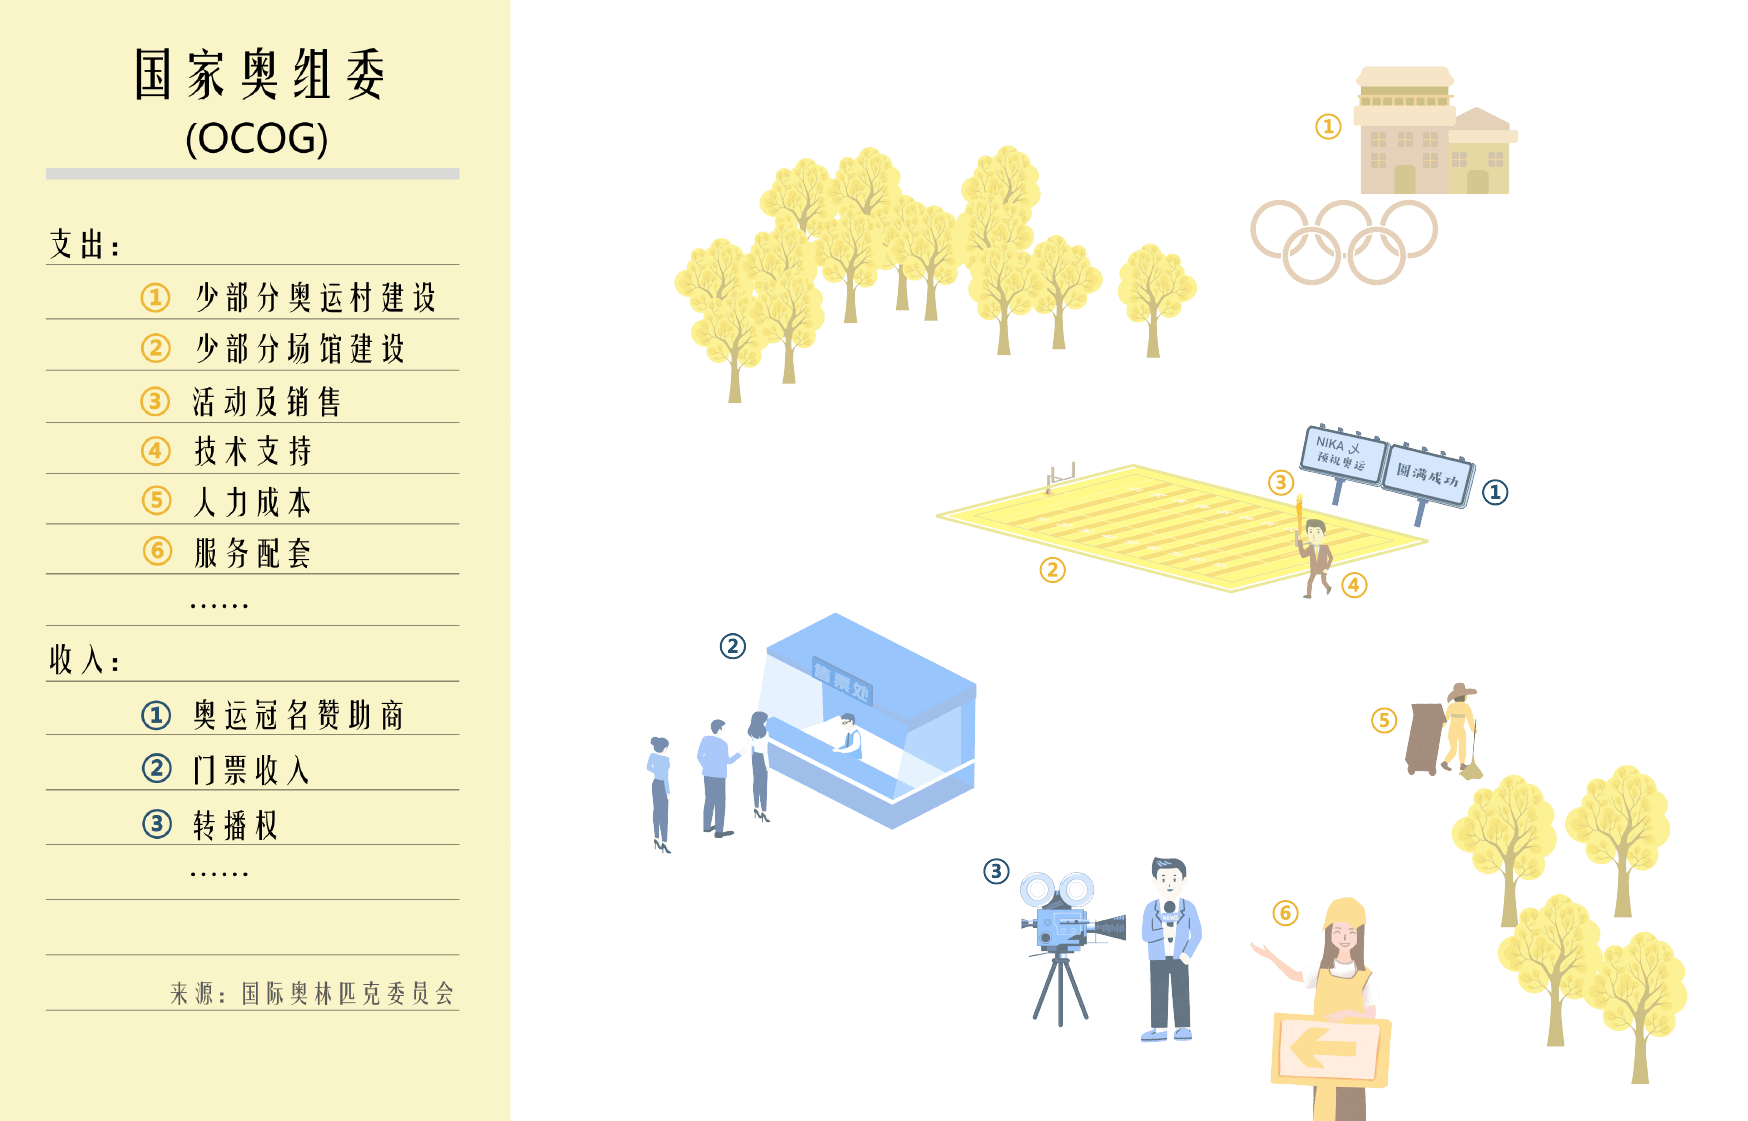 国家奥组委
(OCOG)
支出:
① 少部分奥运村建设
② 少部分场馆建设
③ 活动及销售
④ 技术支持
⑤ 人力成本
⑥ 服务配套
……
收入:
① 奥运冠名赞助商
② 门票收入
③ 转播权
……
来源: 国际奥林匹克委员会
①
NIKA
预祝奥运
圆满成功
③
①
②
④
②
售票处
⑤
③
NEWS
⑥